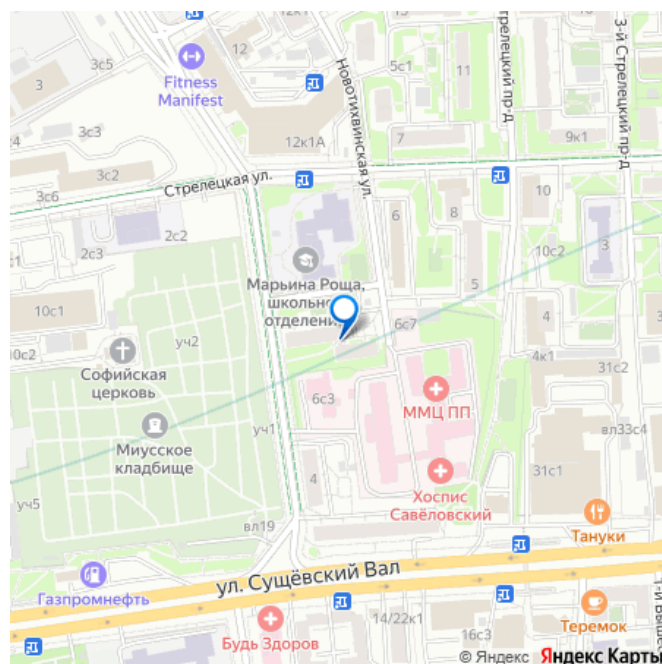 3с5
12
3
Fitness
Manifest
5с1
11
Стрелецкий пр-д
3-й Стрелецкий пр-д
Новотихвинская ул.
7
9к1
12к1А
3с3
3с2
3с6
Стрелецкая ул.
10
6
8
2с2
2с3
10с2
3
Марьина Роща,
школьно
отделени
5
10с1
уч2
6с7
4
10с2
4к1
31с2
Софийская
церковь
6с3
ММЦ ПП
вл33с4
Миусское
кладбище
уч1
31с1
4
Хоспис
Савёловский
уч5
вл19
Тануки
ул. Сущёвский Вал
Газпромнефть
14/22к1
Теремок
Будь Здоров
16с3
© Яндекс Яндекс Карты